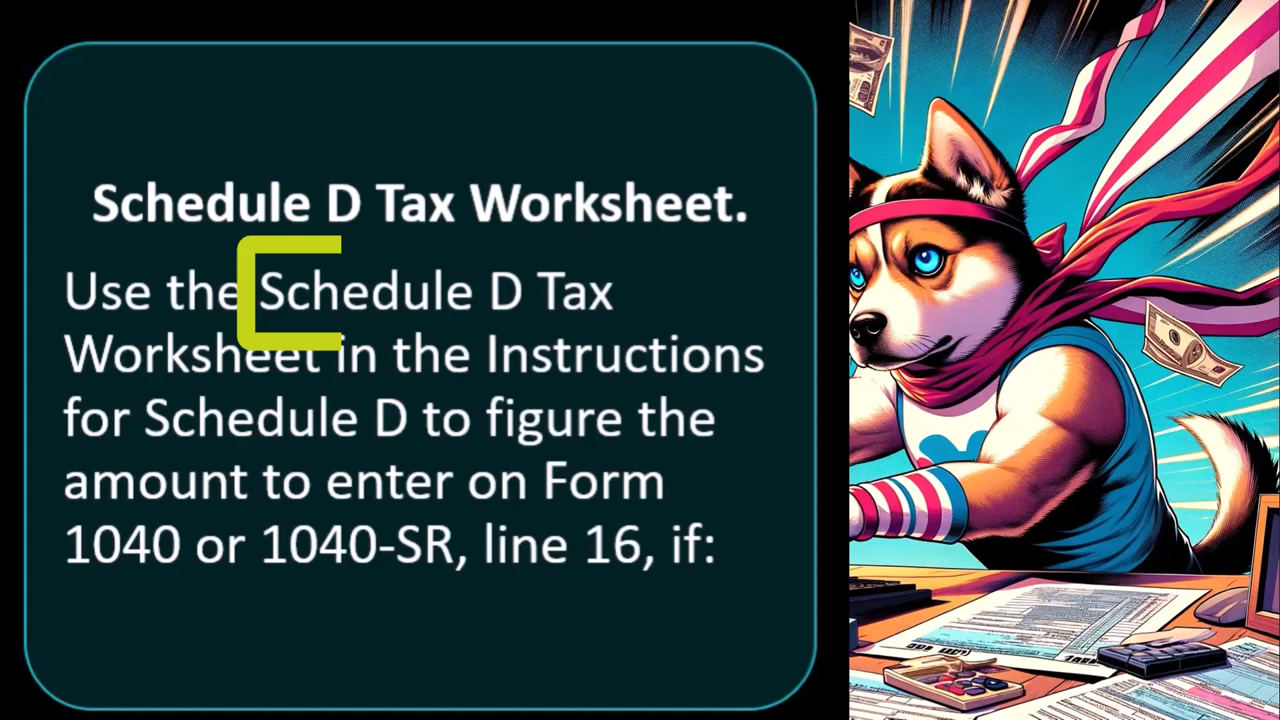 Schedule D Tax Worksheet.
Use the Schedule D Tax
Worksheet in the Instructions
for Schedule D to figure the
amount to enter on Form
1040 or 1040-SR, line 16, if: